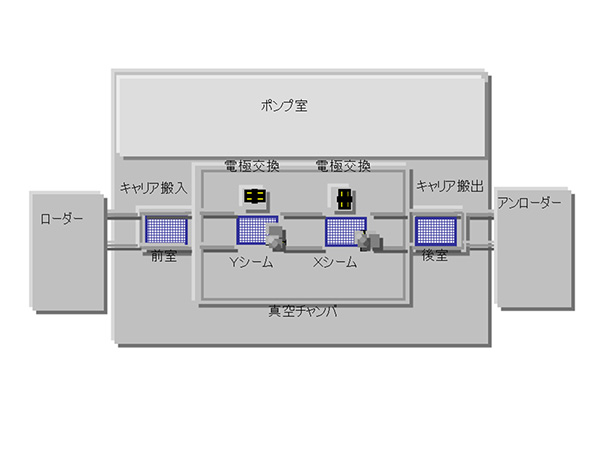 ポンプ室
電極交換
電極交換
キャリア搬入
キャリア搬出
ローダー
アンローダー
前室
Yシーム
Xシーム
後室
真空チャンバ